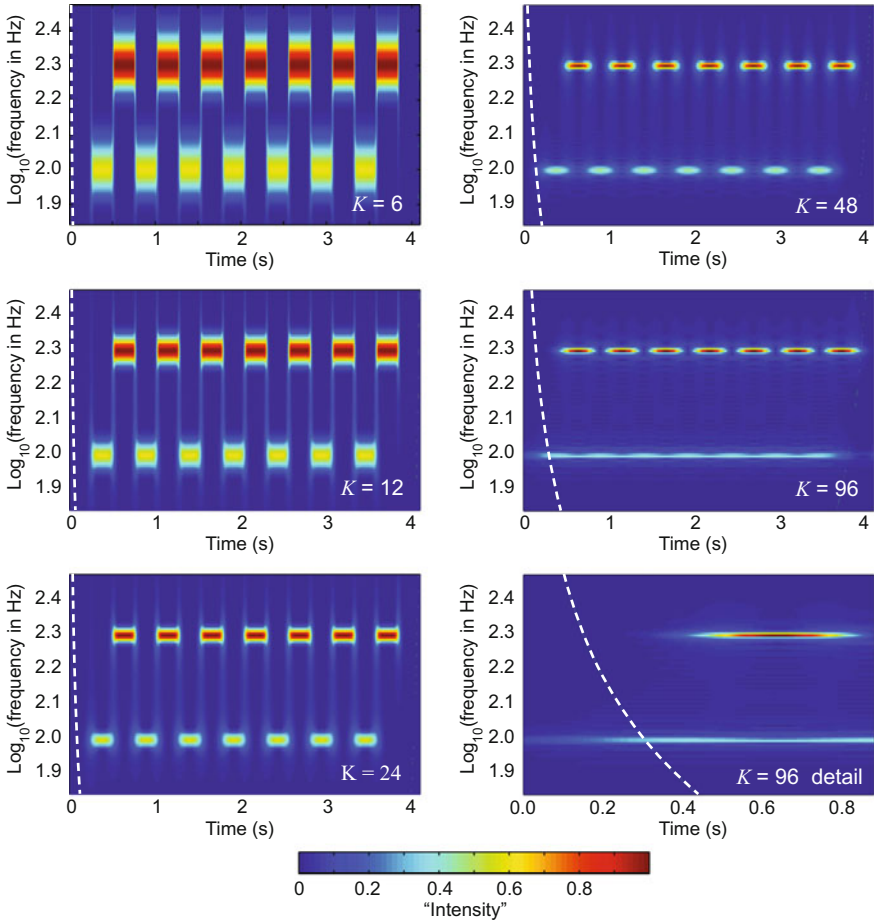 2.4
2.3
2.2
2.1
2.0
1.9
Log10(frequency in Hz)
K = 6
0 1 2 3 4
Time (s)
2.4
2.3
2.2
2.1
2.0
1.9
Log10(frequency in Hz)
K = 48
0 1 2 3 4
Time (s)
2.4
2.3
2.2
2.1
2.0
1.9
Log10(frequency in Hz)
K = 12
0 1 2 3 4
Time (s)
2.4
2.3
2.2
2.1
2.0
1.9
Log10(frequency in Hz)
K = 96
0 1 2 3 4
Time (s)
2.4
2.3
2.2
2.1
2.0
1.9
Log10(frequency in Hz)
K = 24
0 1 2 3 4
Time (s)
2.4
2.3
2.2
2.1
2.0
1.9
Log10(frequency in Hz)
K = 96 detail
0.0 0.2 0.4 0.6 0.8
Time (s)
0 0.2 0.4 0.6 0.8
“Intensity”